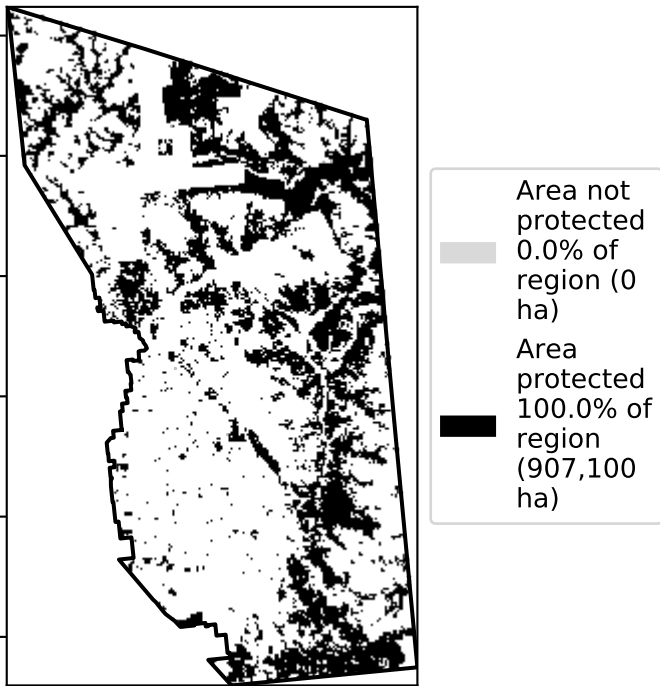 Area not
protected
0.0% of
region (0
ha)
Area
protected
100.0% of
region
(907,100
ha)